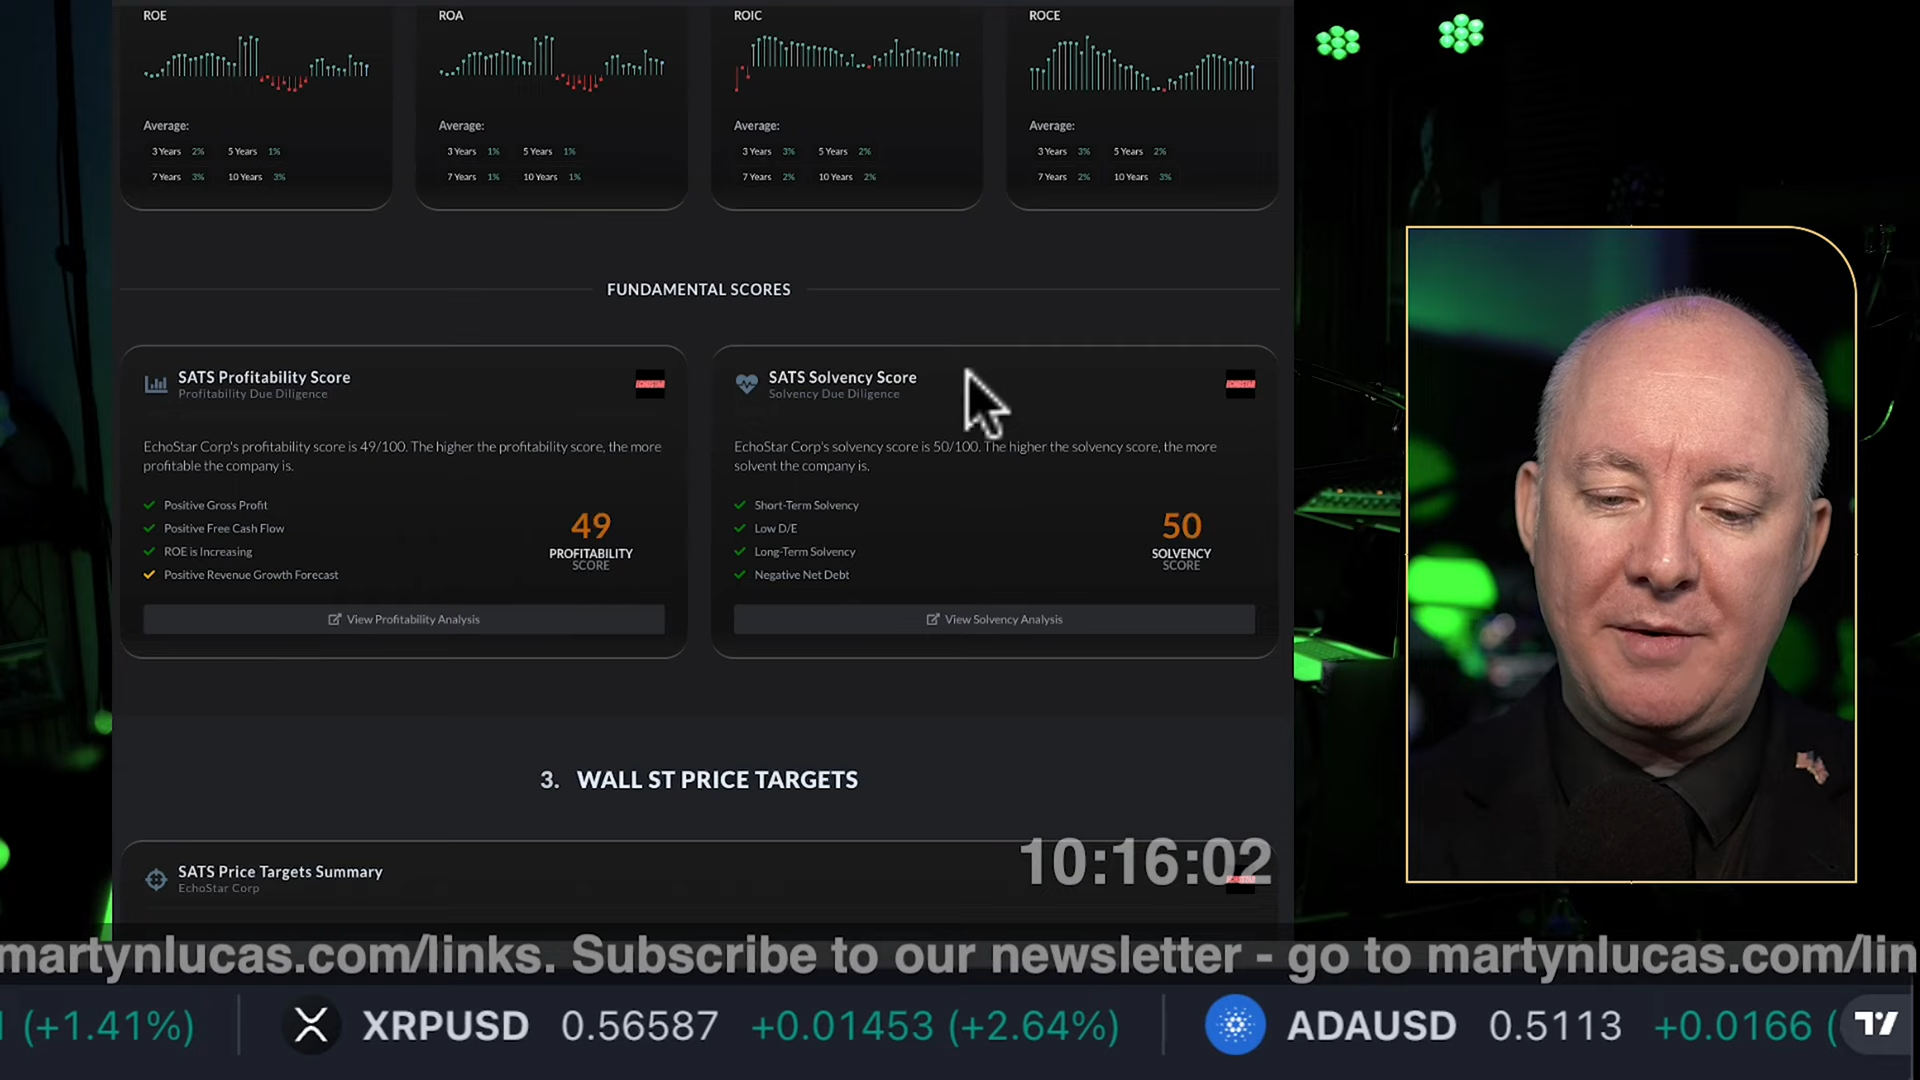 ROE
ROA
ROIC
ROCE
Average:
3 Years 2% 5 Years 1%
7 Years 3% 10 Years 3%
Average:
3 Years 1% 5 Years 1%
7 Years 1% 10 Years 1%
Average:
3 Years 3% 5 Years 2%
7 Years 2% 10 Years 2%
Average:
3 Years 3% 5 Years 2%
7 Years 2% 10 Years 3%
FUNDAMENTAL SCORES
SATS Profitability Score
Profitability Due Diligence
ECHOSTAR
EchoStar Corp's profitability score is 49/100. The higher the profitability score, the more
profitable the company is.
Positive Gross Profit
Positive Free Cash Flow
ROE is Increasing
Positive Revenue Growth Forecast
49
PROFITABILITY
SCORE
View Profitability Analysis
SATS Solvency Score
Solvency Due Diligence
ECHOSTAR
EchoStar Corp's solvency score is 50/100. The higher the solvency score, the more
solvent the company is.
Short-Term Solvency
Low D/E
Long-Term Solvency
Negative Net Debt
50
SOLVENCY
SCORE
View Solvency Analysis
3. WALL ST PRICE TARGETS
SATS Price Targets Summary
EchoStar Corp
10:16:02
martynlucas.com/links. Subscribe to our newsletter - go to martynlucas.com/lin
(+1.41%) XRPUSD 0.56587 +0.01453 (+2.64%) ADAUSD 0.5113 +0.0166 (